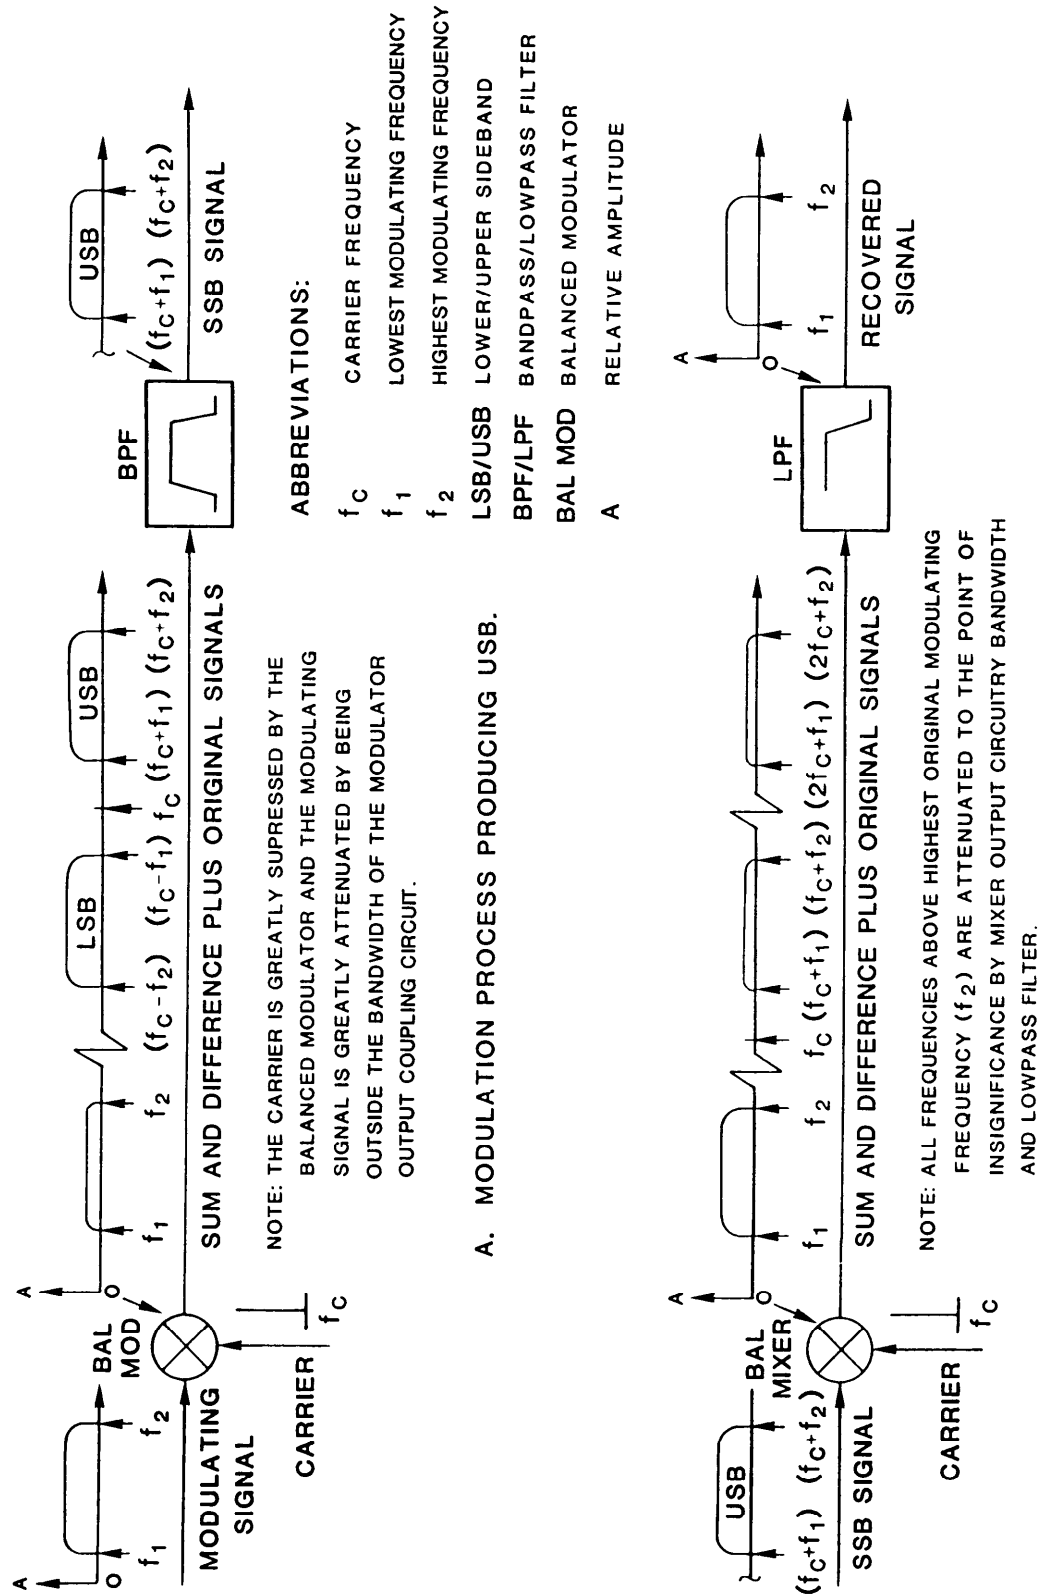 A
O
f1
f2
MODULATING
SIGNAL
BAL
MOD
CARRIER
fC
A
O
f1
f2
LSB
USB
(fC−f2) (fC−f1) fC (fC+f1) (fC+f2)
SUM AND DIFFERENCE PLUS ORIGINAL SIGNALS
BPF
USB
(fC+f1) (fC+f2)
SSB SIGNAL
NOTE: THE CARRIER IS GREATLY SUPRESSED BY THE
BALANCED MODULATOR AND THE MODULATING
SIGNAL IS GREATLY ATTENUATED BY BEING
OUTSIDE THE BANDWIDTH OF THE MODULATOR
OUTPUT COUPLING CIRCUIT.
A. MODULATION PROCESS PRODUCING USB.
ABBREVIATIONS:
fC CARRIER FREQUENCY
f1 LOWEST MODULATING FREQUENCY
f2 HIGHEST MODULATING FREQUENCY
LSB/USB LOWER/UPPER SIDEBAND
BPF/LPF BANDPASS/LOWPASS FILTER
BAL MOD BALANCED MODULATOR
A RELATIVE AMPLITUDE
USB
(fC+f1) (fC+f2)
SSB SIGNAL
BAL
MIXER
CARRIER
fC
A
O
f1
f2
fC (fC+f1) (fC+f2) (2fC+f1) (2fC+f2)
SUM AND DIFFERENCE PLUS ORIGINAL SIGNALS
LPF
A
O
f1
f2
RECOVERED
SIGNAL
NOTE: ALL FREQUENCIES ABOVE HIGHEST ORIGINAL MODULATING
FREQUENCY (f2) ARE ATTENUATED TO THE POINT OF
INSIGNIFICANCE BY MIXER OUTPUT CIRCUITRY BANDWIDTH
AND LOWPASS FILTER.